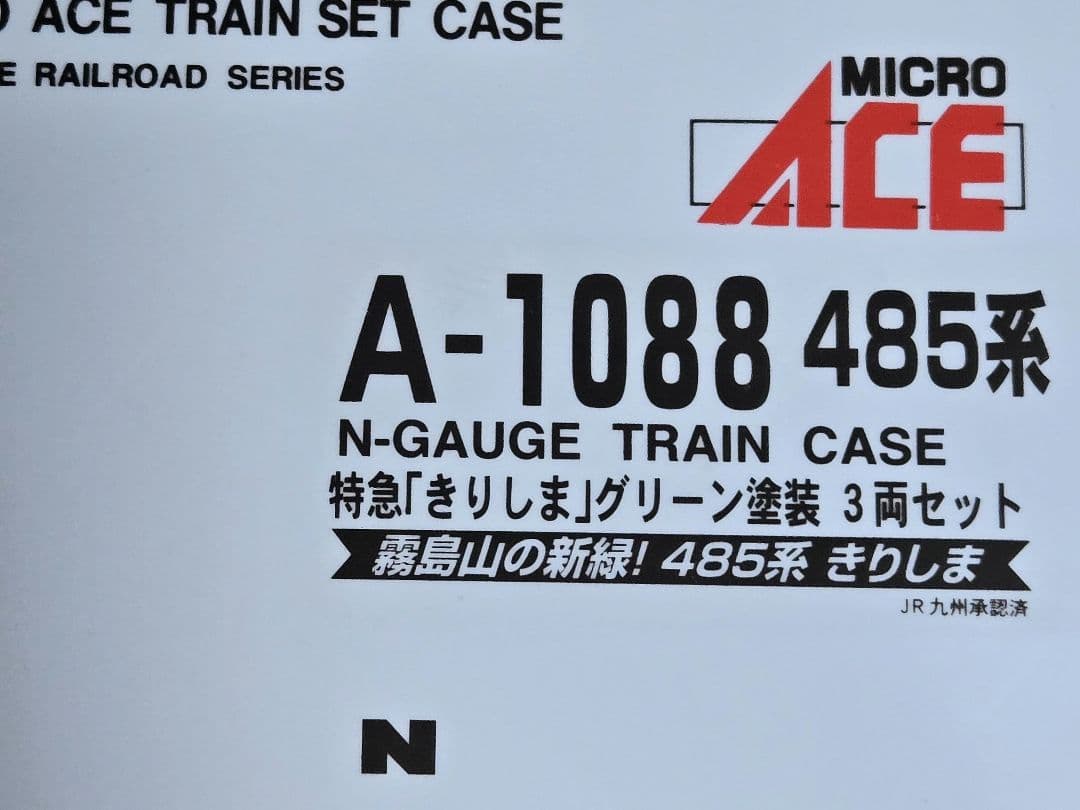 ACE TRAIN SET CASE
RAILROAD SERIES
MICRO
ACE
A-1088 485系
N-GAUGE TRAIN CASE
特急｢きりしま｣グリーン塗装 3両セット
霧島山の新緑! 485系 きりしま
JR九州承認済
N